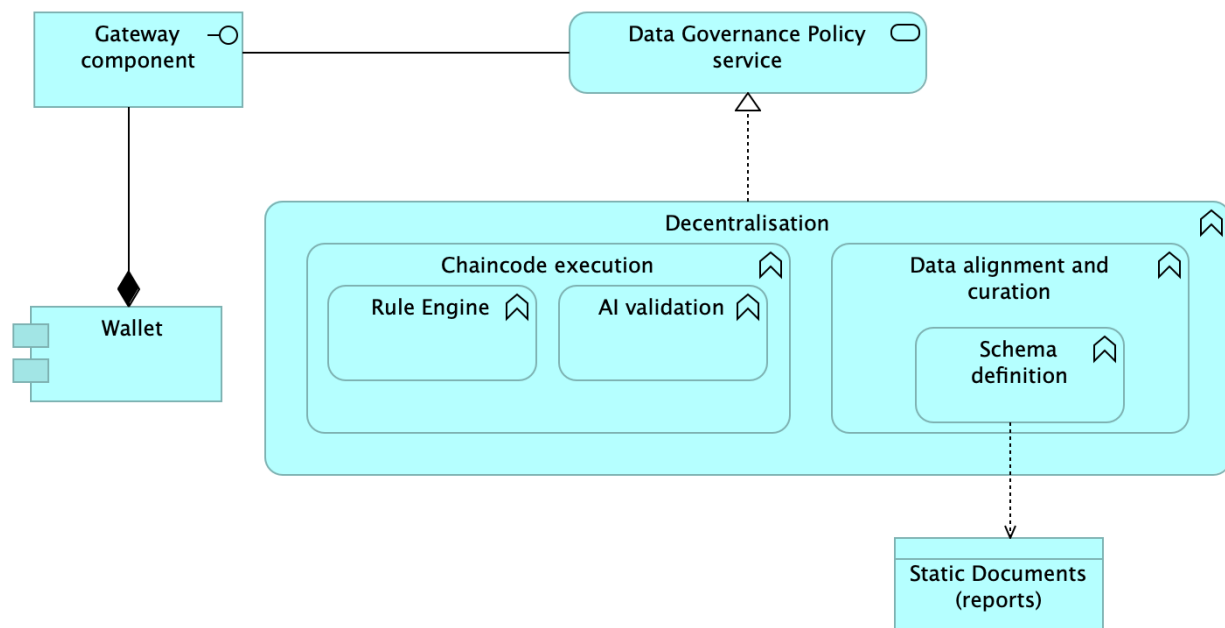 Gateway
component
Data Governance Policy
service
Decentralisation
Chaincode execution
Rule Engine
AI validation
Data alignment and
curation
Schema
definition
Wallet
Static Documents
(reports)